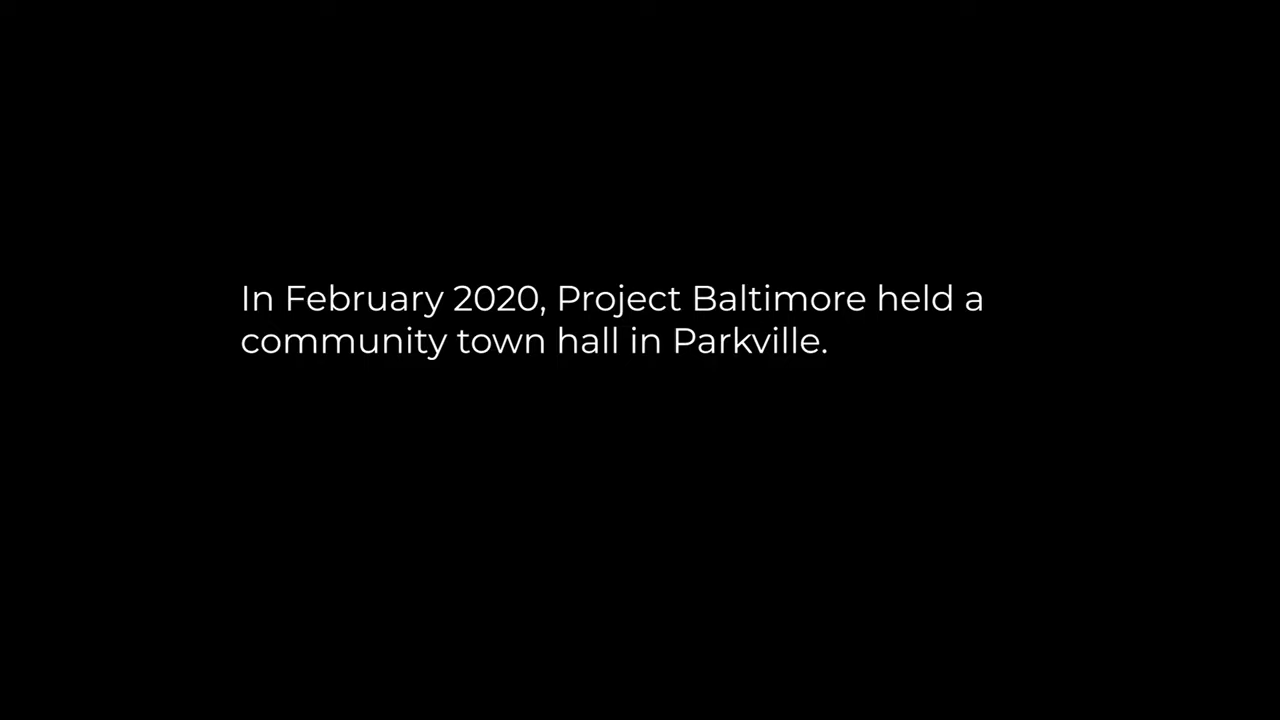 In February 2020, Project Baltimore held a
community town hall in Parkville.